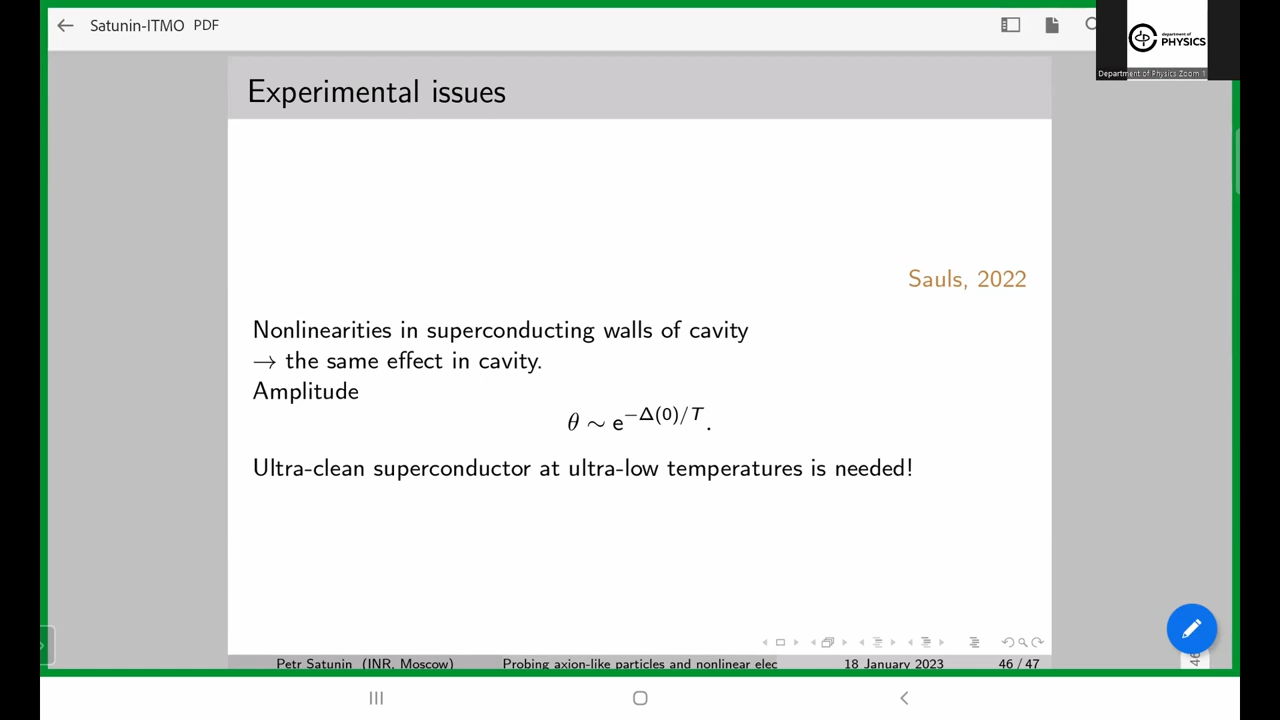 Satunin-ITMO PDF
department of
PHYSICS
Department of Physics Zoom 1
Experimental issues
Sauls, 2022
Nonlinearities in superconducting walls of cavity
→ the same effect in cavity.
Amplitude
θ ∼ e^{−Δ(0)/T}.
Ultra-clean superconductor at ultra-low temperatures is needed!
Petr Satunin (INR, Moscow) Probing axion-like particles and nonlinear elec 18 January 2023 46 / 47
46